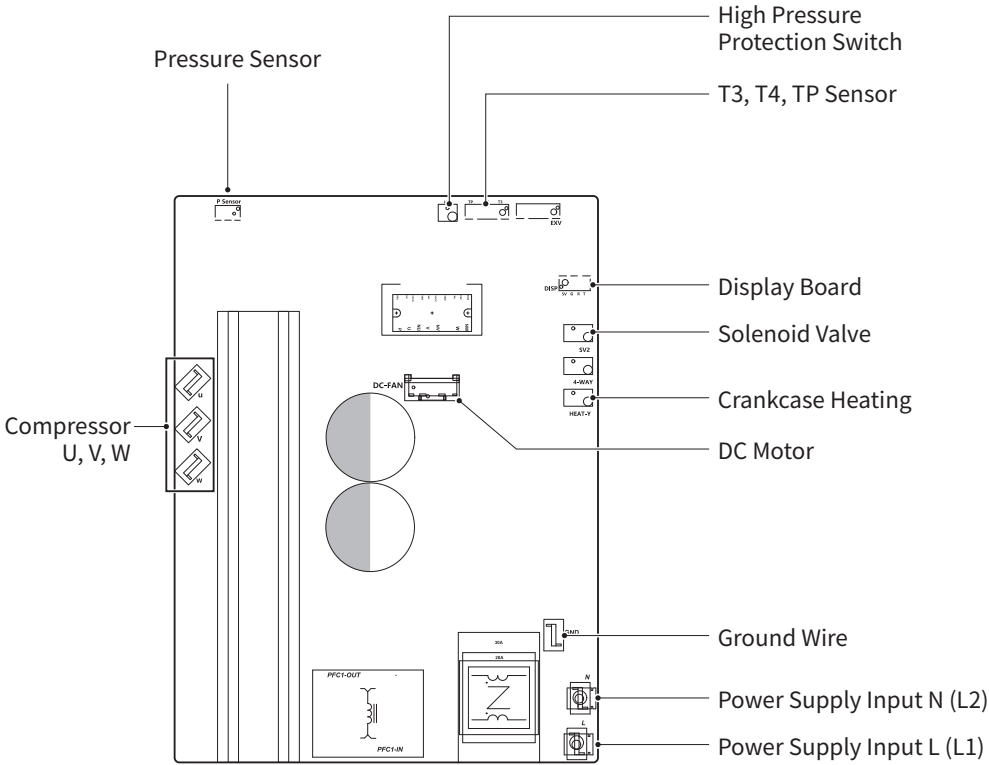 High Pressure
Protection Switch
Pressure Sensor
T3, T4, TP Sensor
P Sensor
TP
T3
EXV
DISP
5V G R T
Display Board
Solenoid Valve
SV2
4-WAY
DC-FAN
Crankcase Heating
HEAT-Y
U
Compressor
U, V, W
V
DC Motor
W
GND
Ground Wire
30A
20A
PFC1-OUT
N
Power Supply Input N (L2)
L
Power Supply Input L (L1)
PFC1-IN